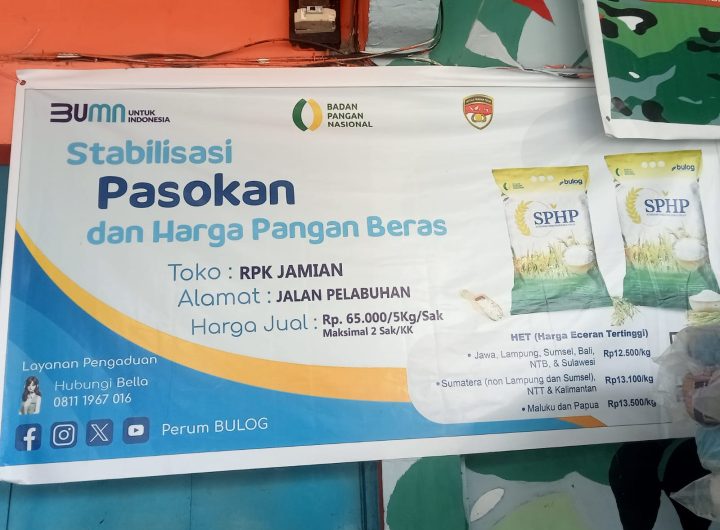 BUMN UNTUK INDONESIA
BADAN PANGAN NASIONAL
Stabilisasi
Pasokan
dan Harga Pangan Beras
Toko : RPK JAMIAN
Alamat : JALAN PELABUHAN
Harga Jual : Rp. 65.000/5Kg/Sak
Maksimal 2 Sak/KK
bulog
SPHP
bulog
SPHP
HET (Harga Eceran Tertinggi)
• Jawa, Lampung, Sumsel, Bali, NTB, & Sulawesi Rp12.500/kg
• Sumatera (non Lampung dan Sumsel), NTT & Kalimantan Rp13.100/kg
• Maluku dan Papua Rp13.500/kg
Layanan Pengaduan
Hubungi Bella
0811 1967 016
Perum BULOG